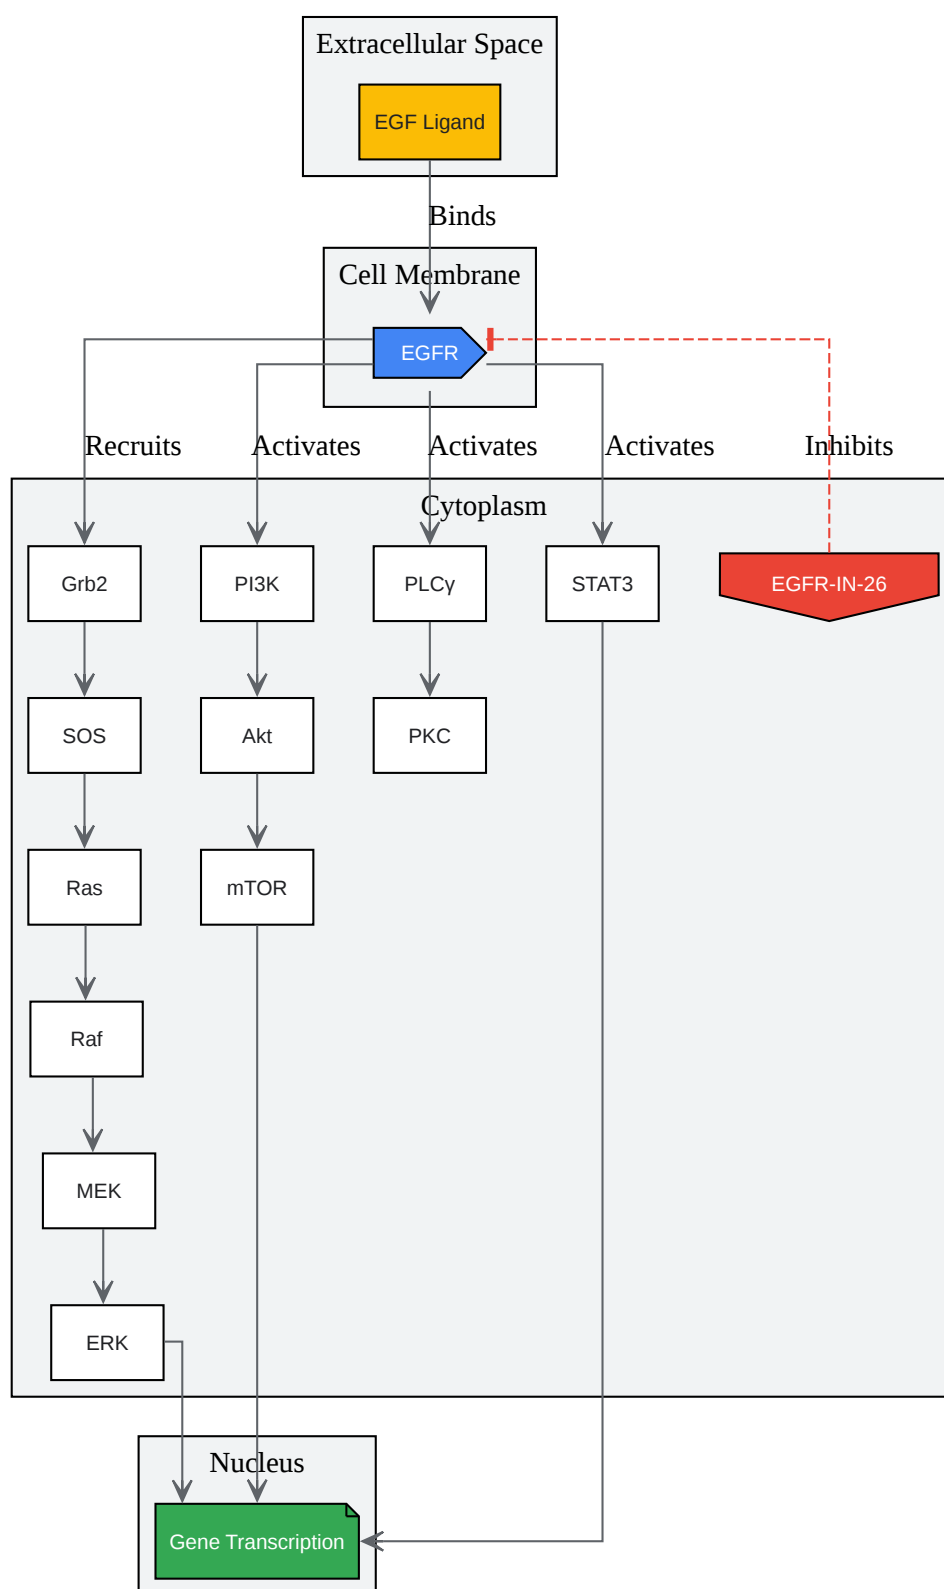 Extracellular Space
EGF Ligand
Binds
Cell Membrane
EGFR
Recruits
Activates
Activates
Activates
Inhibits
Cytoplasm
Grb2
PI3K
PLCγ
STAT3
EGFR-IN-26
SOS
Akt
PKC
Ras
mTOR
Raf
MEK
ERK
Nucleus
Gene Transcription